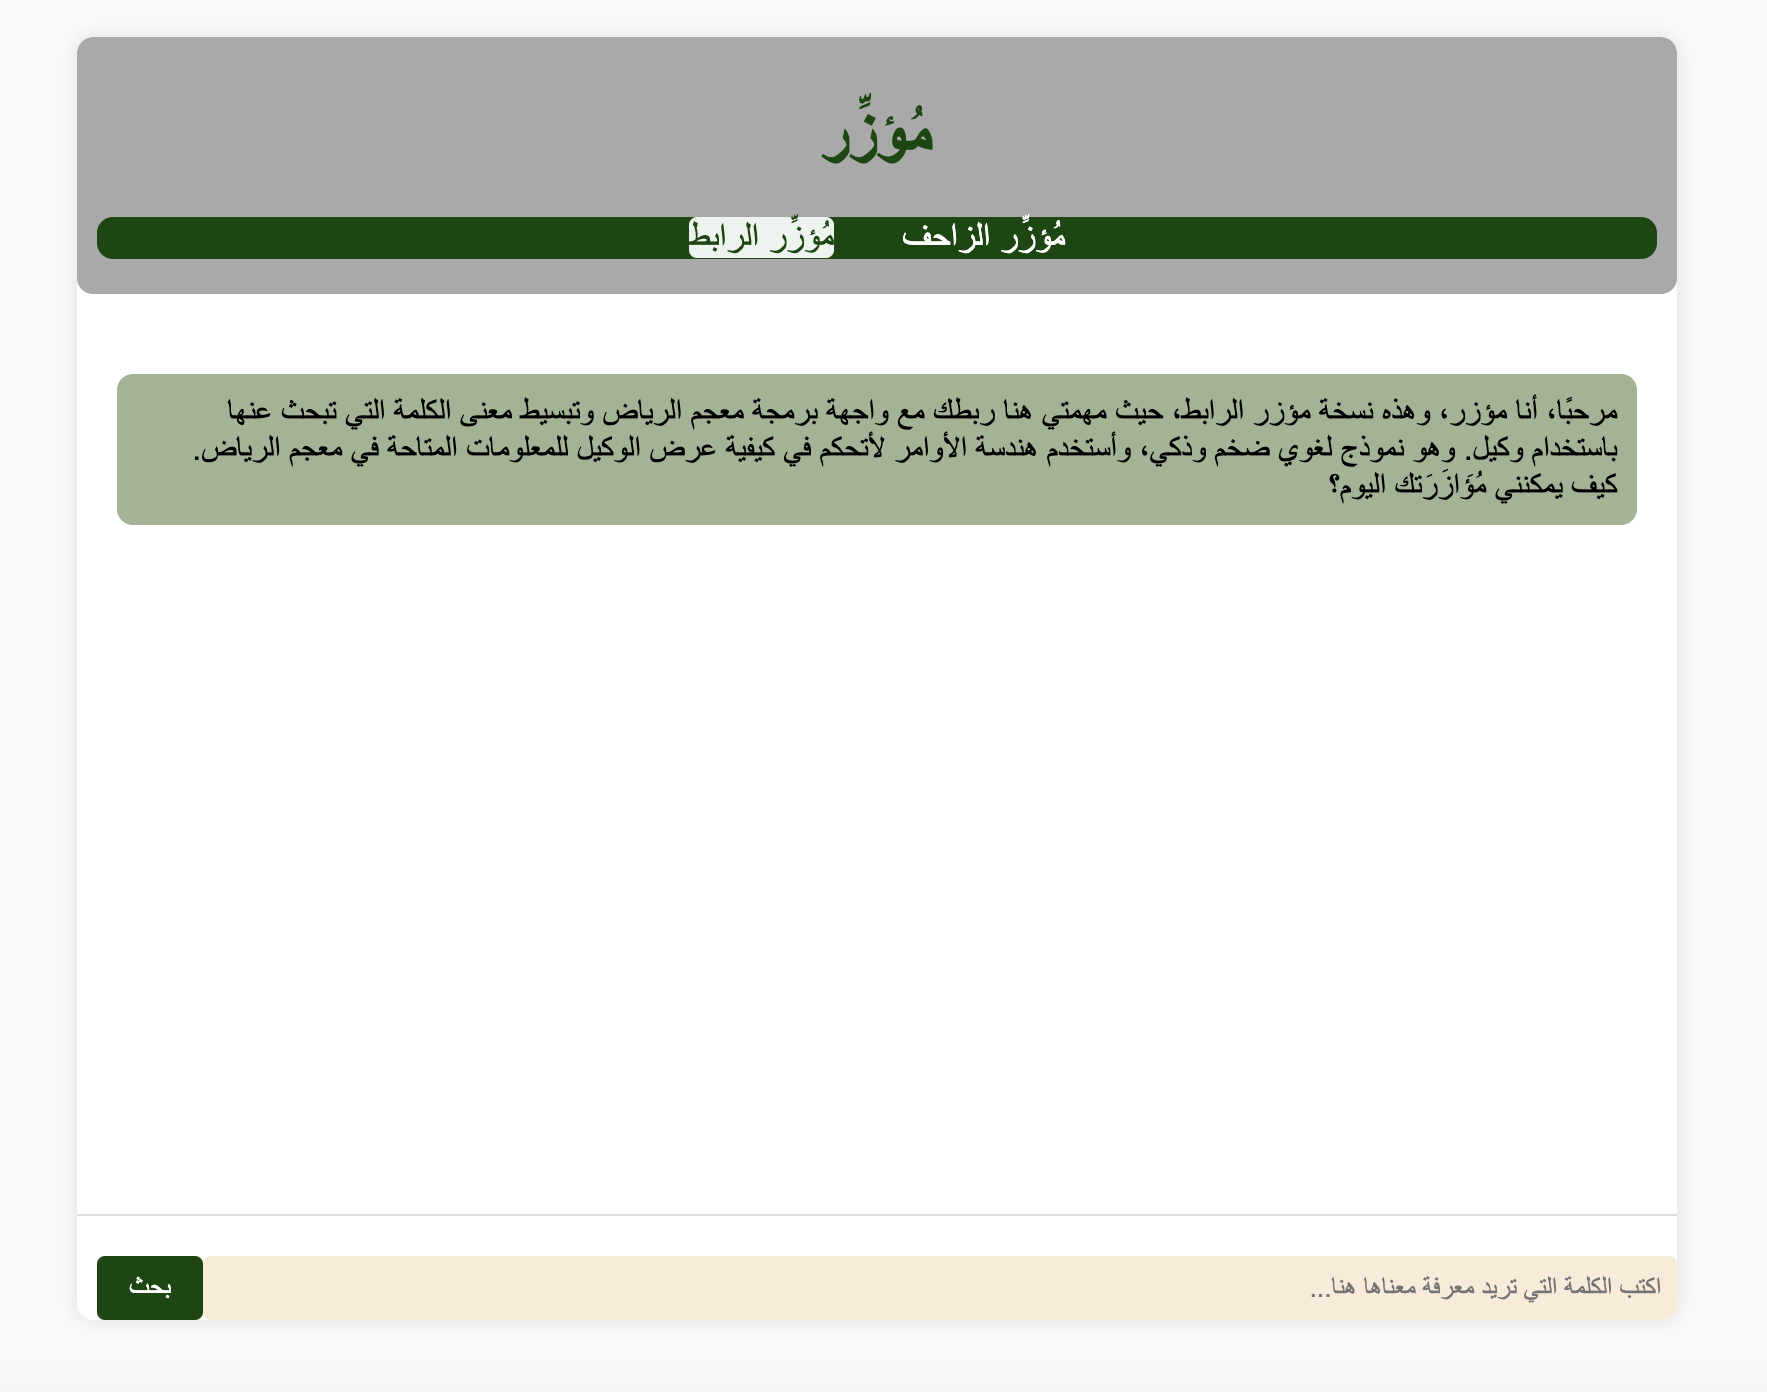 مُؤزِّر
مُؤزِّر الزاحف
مُؤزِّر الرابط
مرحبًا، أنا مؤزر، وهذه نسخة مؤزر الرابط، حيث مهمتي هنا ربطك مع واجهة برمجة معجم الرياض وتبسيط معنى الكلمة التي تبحث عنها
باستخدام وكيل. وهو نموذج لغوي ضخم وذكي، وأستخدم هندسة الأوامر لأتحكم في كيفية عرض الوكيل للمعلومات المتاحة في معجم الرياض.
كيف يمكنني مُؤَازَرَتك اليوم؟
اكتب الكلمة التي تريد معرفة معناها هنا...
بحث